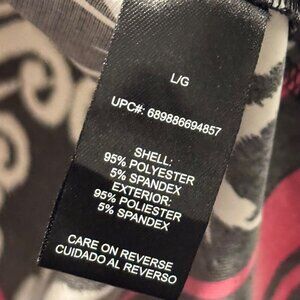 L/G
UPC#: 689886694857
SHELL:
95% POLYESTER
5% SPANDEX
EXTERIOR:
95% POLIESTER
5% SPANDEX
CARE ON REVERSE
CUIDADO AL REVERSO